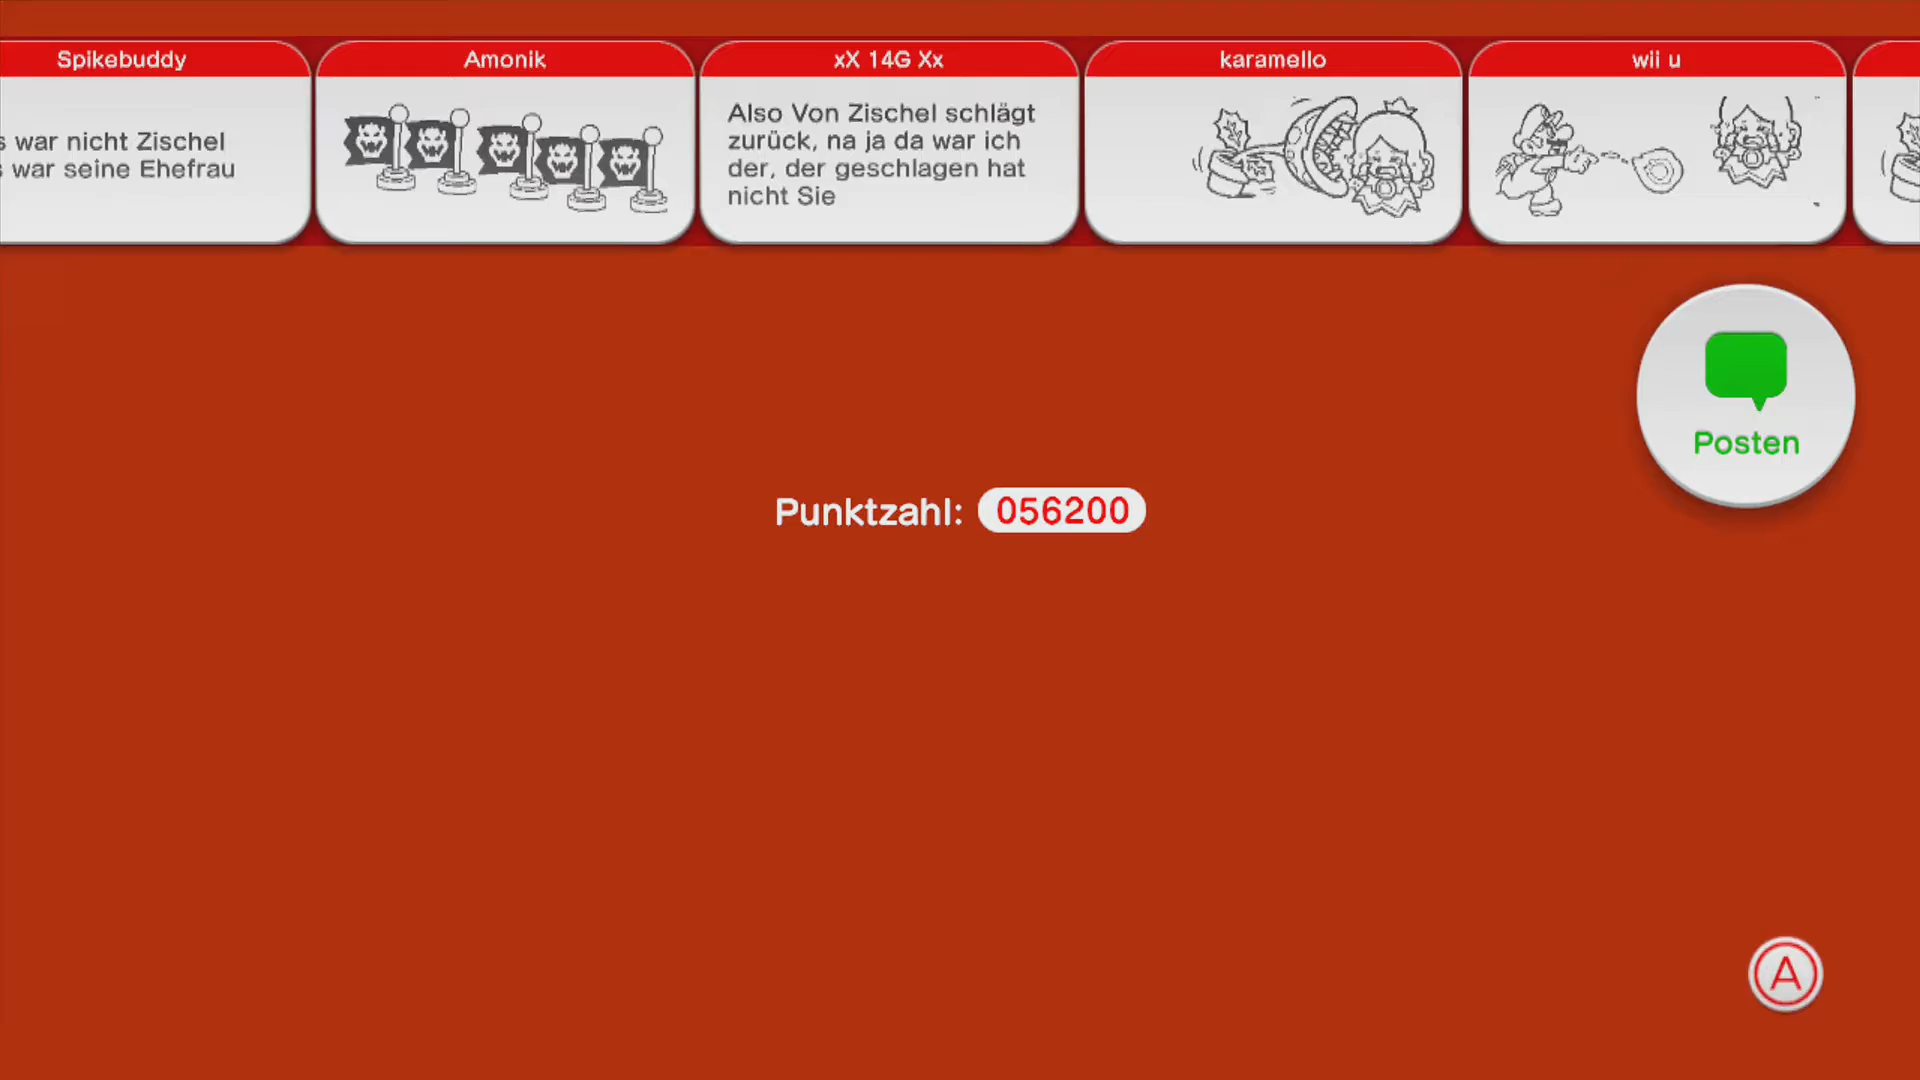 Spikebuddy
war nicht Zischel
war seine Ehefrau
Amonik
xX 14G Xx
Also Von Zischel schlägt
zurück, na ja da war ich
der, der geschlagen hat
nicht Sie
karamello
wii u
Posten
Punktzahl: 056200
A